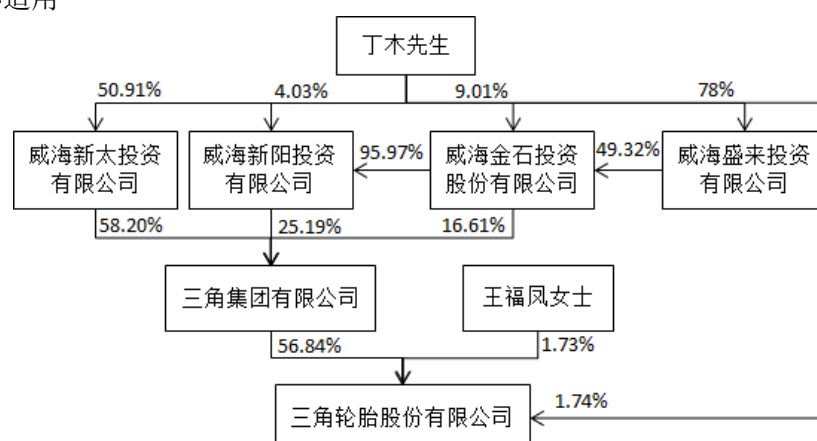 适用
丁木先生
50.91%
4.03%
9.01%
78%
威海新太投资
有限公司
威海新阳投资
有限公司
95.97%
威海金石投资
股份有限公司
49.32%
威海盛来投资
有限公司
58.20%
25.19%
16.61%
三角集团有限公司
王福凤女士
56.84%
1.73%
三角轮胎股份有限公司
1.74%